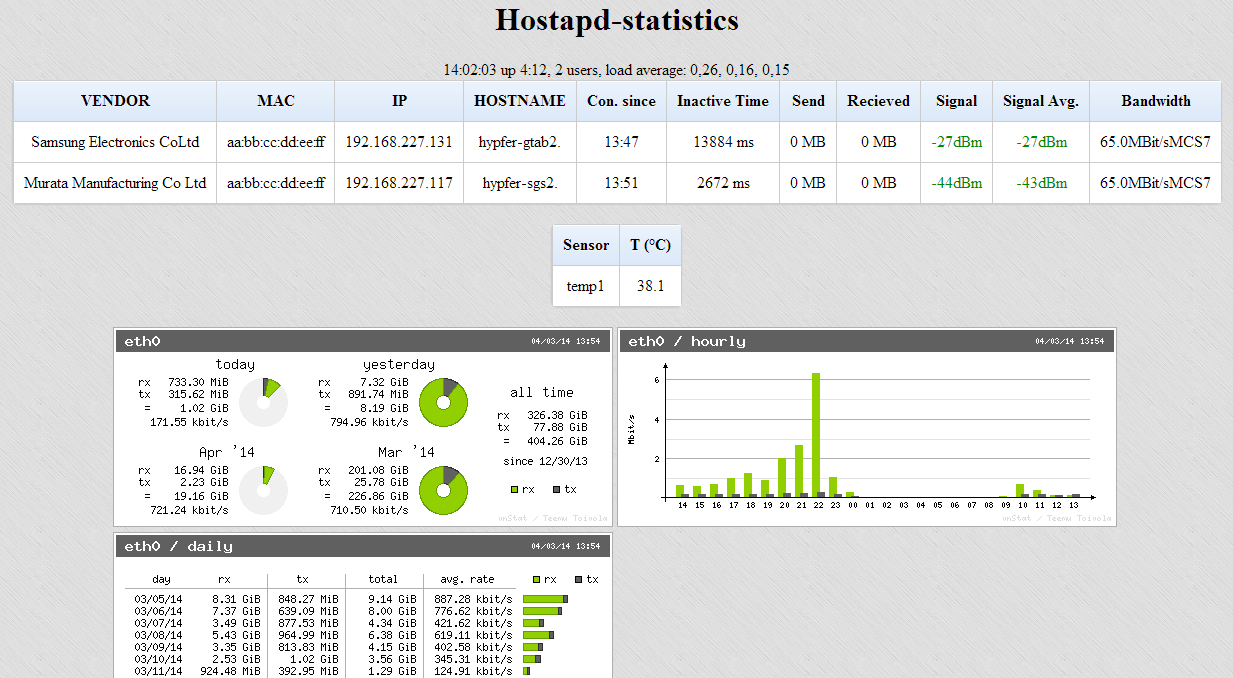 Hostapd-statistics
14:02:03 up 4:12, 2 users, load average: 0,26, 0,16, 0,15
VENDOR MAC IP HOSTNAME Con. since Inactive Time Send Recieved Signal Signal Avg. Bandwidth
Samsung Electronics CoLtd aa:bb:cc:dd:ee:ff 192.168.227.131 hypfer-gtab2. 13:47 13884 ms 0 MB 0 MB -27dBm -27dBm 65.0MBit/sMCS7
Murata Manufacturing Co Ltd aa:bb:cc:dd:ee:ff 192.168.227.117 hypfer-sgs2. 13:51 2672 ms 0 MB 0 MB -44dBm -43dBm 65.0MBit/sMCS7
Sensor T (°C)
temp1 38.1
eth0 04/03/14 13:54
today
rx 733.30 MiB
tx 315.62 MiB
= 1.02 GiB
171.55 kbit/s
yesterday
rx 7.32 GiB
tx 891.74 MiB
= 8.19 GiB
794.96 kbit/s
Apr '14
rx 16.94 GiB
tx 2.23 GiB
= 19.16 GiB
721.24 kbit/s
Mar '14
rx 201.08 GiB
tx 25.78 GiB
= 226.86 GiB
710.50 kbit/s
all time
rx 326.38 GiB
tx 77.88 GiB
= 404.26 GiB
since 12/30/13
rx tx
vnStat / Teemu Toivola
eth0 / hourly 04/03/14 13:54
Mbit/s
6
4
2
14 15 16 17 18 19 20 21 22 23 00 01 02 03 04 05 06 07 08 09 10 11 12 13
vnStat / Teemu Toivola
eth0 / daily 04/03/14 13:54
day rx tx total avg. rate rx tx
03/05/14 8.31 GiB 848.27 MiB 9.14 GiB 887.28 kbit/s
03/06/14 7.37 GiB 639.09 MiB 8.00 GiB 776.62 kbit/s
03/07/14 3.49 GiB 877.53 MiB 4.34 GiB 421.62 kbit/s
03/08/14 5.43 GiB 964.99 MiB 6.38 GiB 619.11 kbit/s
03/09/14 3.35 GiB 813.83 MiB 4.15 GiB 402.58 kbit/s
03/10/14 2.53 GiB 1.02 GiB 3.56 GiB 345.31 kbit/s
03/11/14 924.48 MiB 392.95 MiB 1.29 GiB 124.91 kbit/s